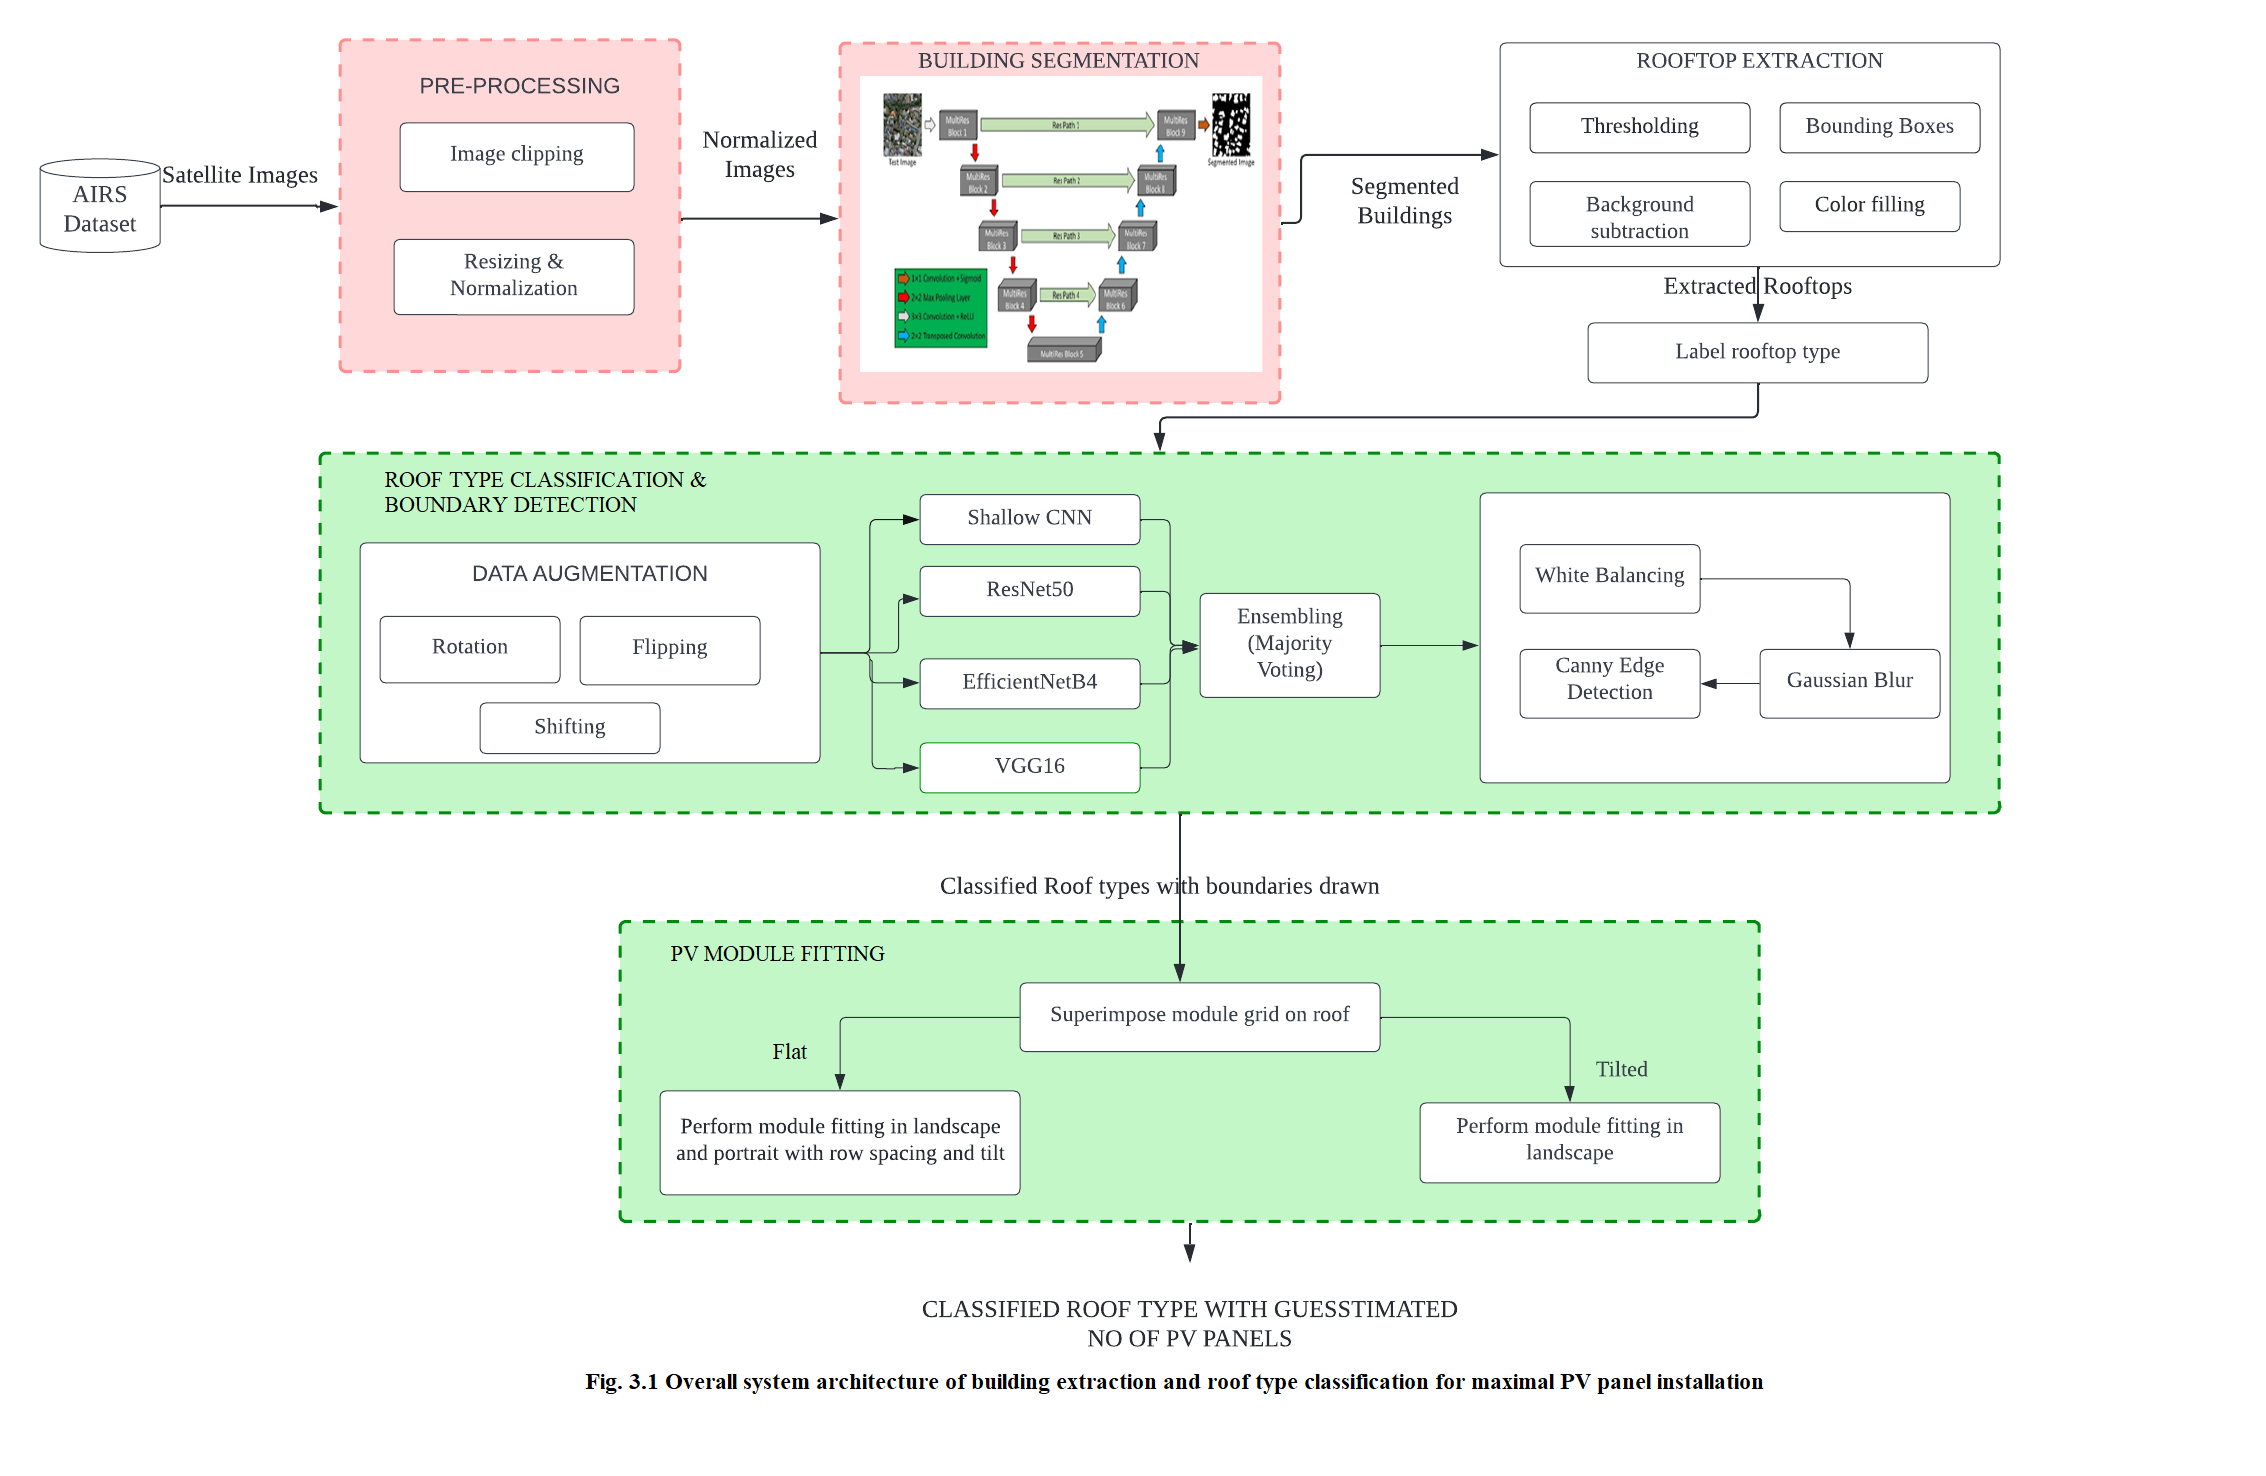 PRE-PROCESSING
Image clipping
Resizing &
Normalization
AIRS
Dataset
Satellite Images
Normalized
Images
BUILDING SEGMENTATION
Test Image
MultiRes
Block 1
Res Path 1
MultiRes
Block 9
Segmented Image
MultiRes
Block 2
Res Path 2
MultiRes
Block 8
MultiRes
Block 3
Res Path 3
MultiRes
Block 7
MultiRes
Block 4
Res Path 4
MultiRes
Block 6
MultiRes Block 5
1×1 Convolution +Sigmoid
2×2 Max Pooling Layer
3×3 Convolution +ReLU
2×2 Transposed Convolution
Segmented
Buildings
ROOFTOP EXTRACTION
Thresholding
Bounding Boxes
Background
subtraction
Color filling
Extracted Rooftops
Label rooftop type
ROOF TYPE CLASSIFICATION &
BOUNDARY DETECTION
DATA AUGMENTATION
Rotation
Flipping
Shifting
Shallow CNN
ResNet50
EfficientNetB4
VGG16
Ensembling
(Majority
Voting)
White Balancing
Canny Edge
Detection
Gaussian Blur
Classified Roof types with boundaries drawn
PV MODULE FITTING
Superimpose module grid on roof
Flat
Tilted
Perform module fitting in landscape
and portrait with row spacing and tilt
Perform module fitting in
landscape
CLASSIFIED ROOF TYPE WITH GUESSTIMATED
NO OF PV PANELS
Fig. 3.1 Overall system architecture of building extraction and roof type classification for maximal PV panel installation